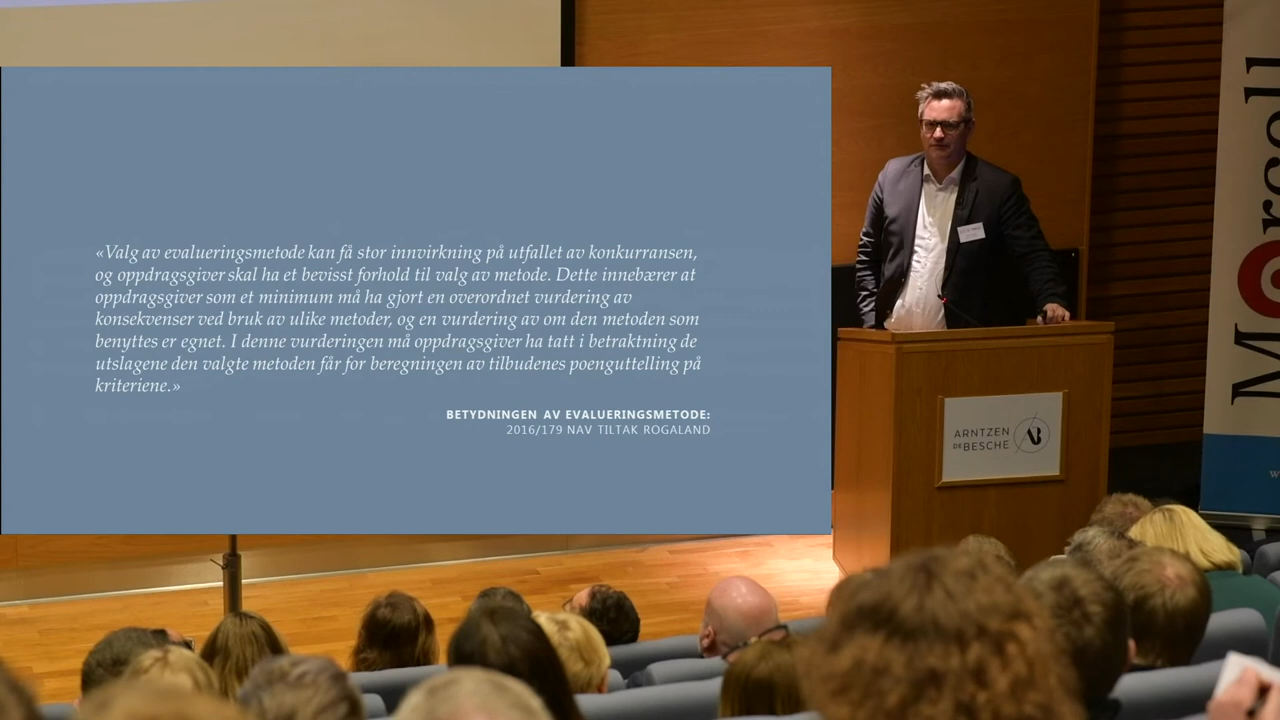 «Valg av evalueringsmetode kan få stor innvirkning på utfallet av konkurransen,
og oppdragsgiver skal ha et bevisst forhold til valg av metode. Dette innebærer at
oppdragsgiver som et minimum må ha gjort en overordnet vurdering av
konsekvenser ved bruk av ulike metoder, og en vurdering av om den metoden som
benyttes er egnet. I denne vurderingen må oppdragsgiver ha tatt i betraktning de
utslagene den valgte metoden får for beregningen av tilbudenes poenguttelling på
kriteriene.»
BETYDNINGEN AV EVALUERINGSMETODE:
2016/179 NAV TILTAK ROGALAND
ARNTZEN
DE BESCHE